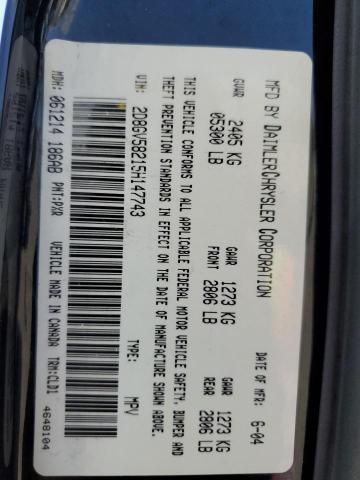 MFD BY DAIMLERCHRYSLER CORPORATION
DATE OF MFR: 6-04
GVWR
2405 KG
05300 LB
GAWR
FRONT
1273 KG
2806 LB
GAWR
REAR
1273 KG
2806 LB
THIS VEHICLE CONFORMS TO ALL APPLICABLE FEDERAL MOTOR VEHICLE SAFETY, BUMPER AND
THEFT PREVENTION STANDARDS IN EFFECT ON THE DATE OF MANUFACTURE SHOWN ABOVE.
VIN: 2D8GV58215H147743
TYPE: MPV
MDH: 061214 186AB PNT:PXR
VEHICLE MADE IN CANADA TRM:CLD1
4648104